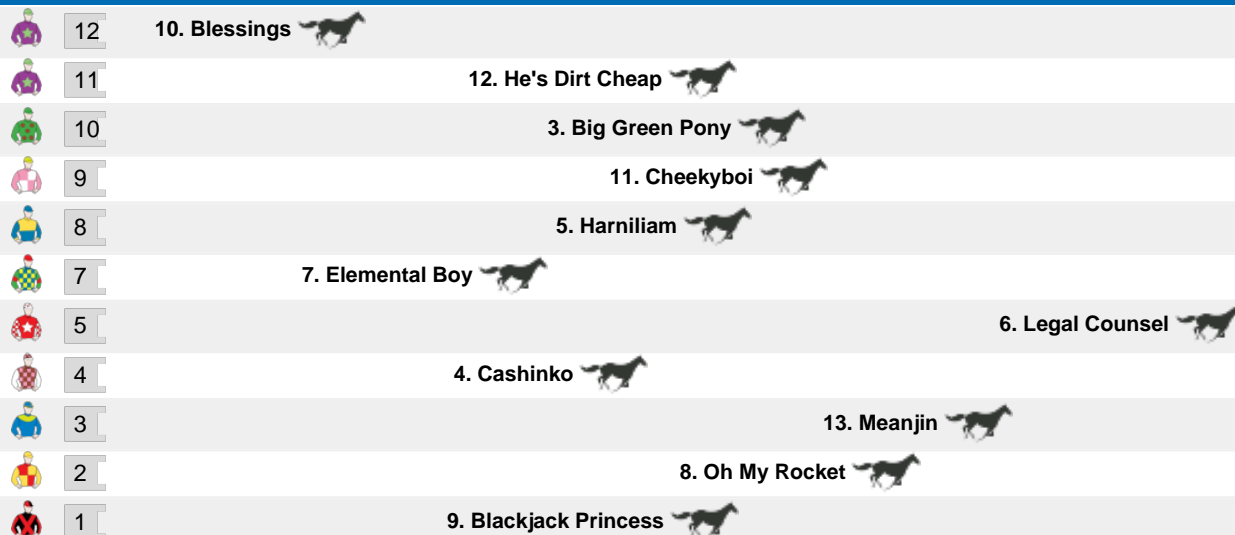 12 10. Blessings
11 12. He's Dirt Cheap
10 3. Big Green Pony
9 11. Cheekyboi
8 5. Harniliam
7 7. Elemental Boy
5 6. Legal Counsel
4 4. Cashinko
3 13. Meanjin
2 8. Oh My Rocket
1 9. Blackjack Princess